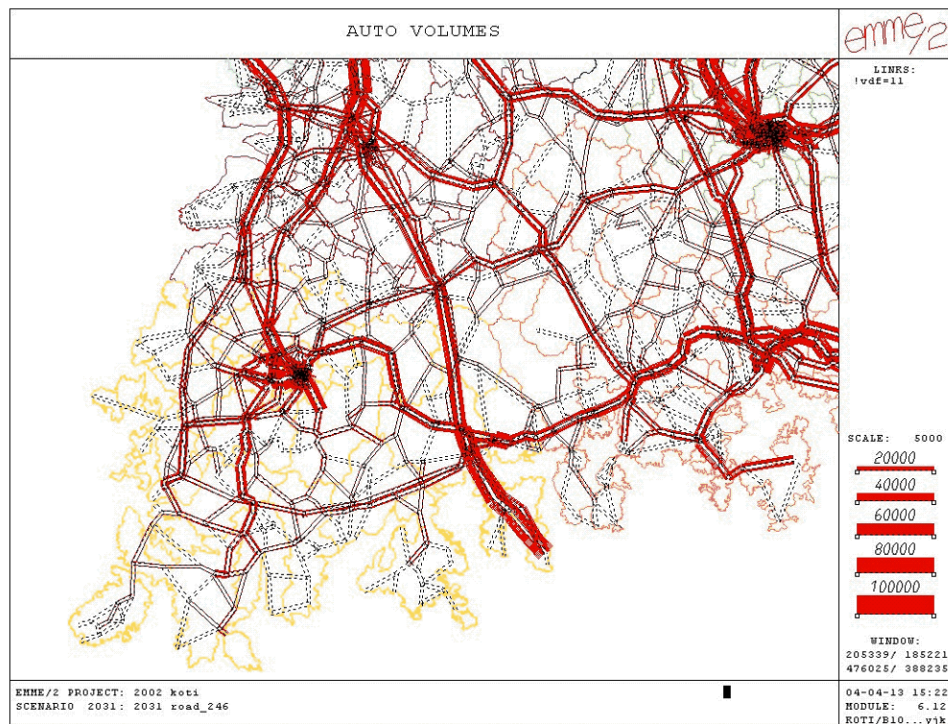 AUTO VOLUMES
emme/2
LINKS:
!vdf=11
SCALE: 5000
20000
40000
60000
80000
100000
WINDOW:
205339/ 185221
476025/ 388235
EMME/2 PROJECT: 2002 koti
SCENARIO 2031: 2031 road_246
04-04-13 15:22
MODULE: 6.12
KOTI/B10...yjk